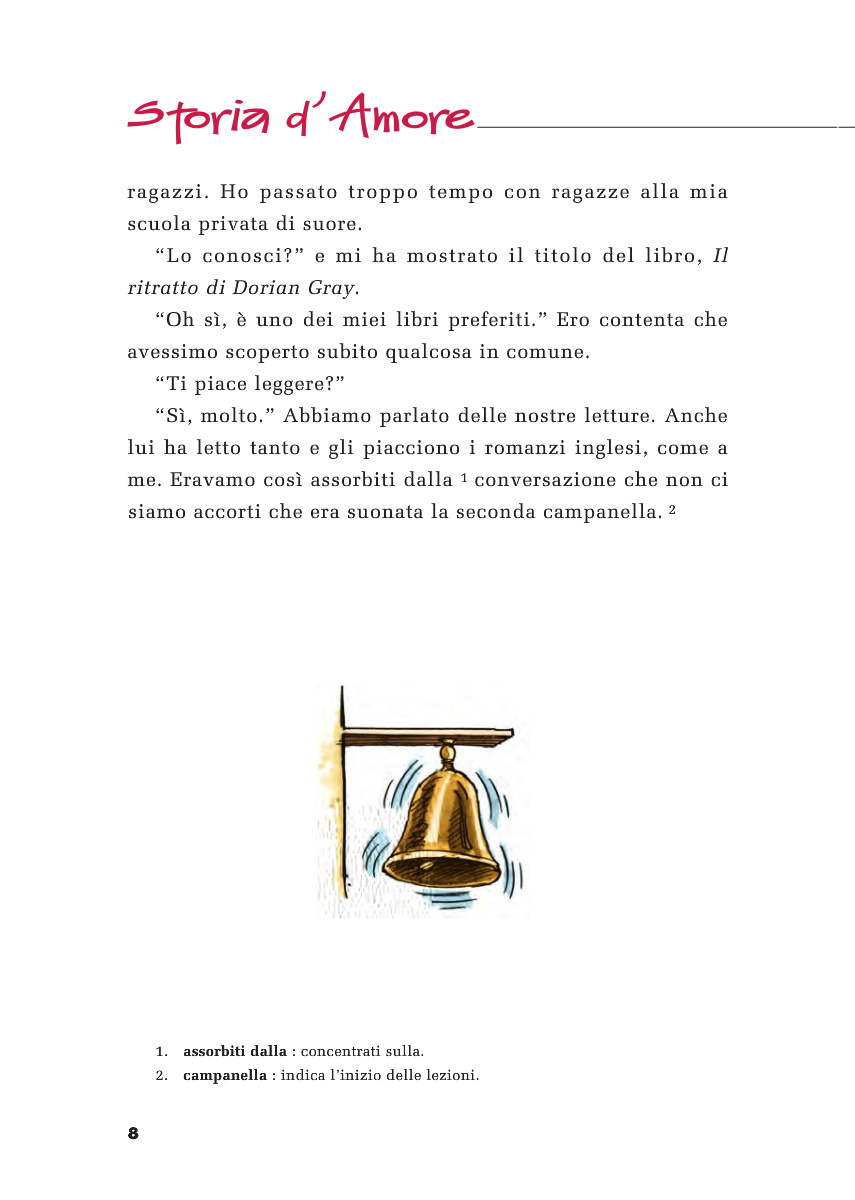 Storia d'Amore
ragazzi. Ho passato troppo tempo con ragazze alla mia
scuola privata di suore.
“Lo conosci?” e mi ha mostrato il titolo del libro, Il
ritratto di Dorian Gray.
“Oh sì, è uno dei miei libri preferiti.” Ero contenta che
avessimo scoperto subito qualcosa in comune.
“Ti piace leggere?”
“Sì, molto.” Abbiamo parlato delle nostre letture. Anche
lui ha letto tanto e gli piacciono i romanzi inglesi, come a
me. Eravamo così assorbiti dalla 1 conversazione che non ci
siamo accorti che era suonata la seconda campanella. 2
1. assorbiti dalla : concentrati sulla.
2. campanella : indica l’inizio delle lezioni.
8